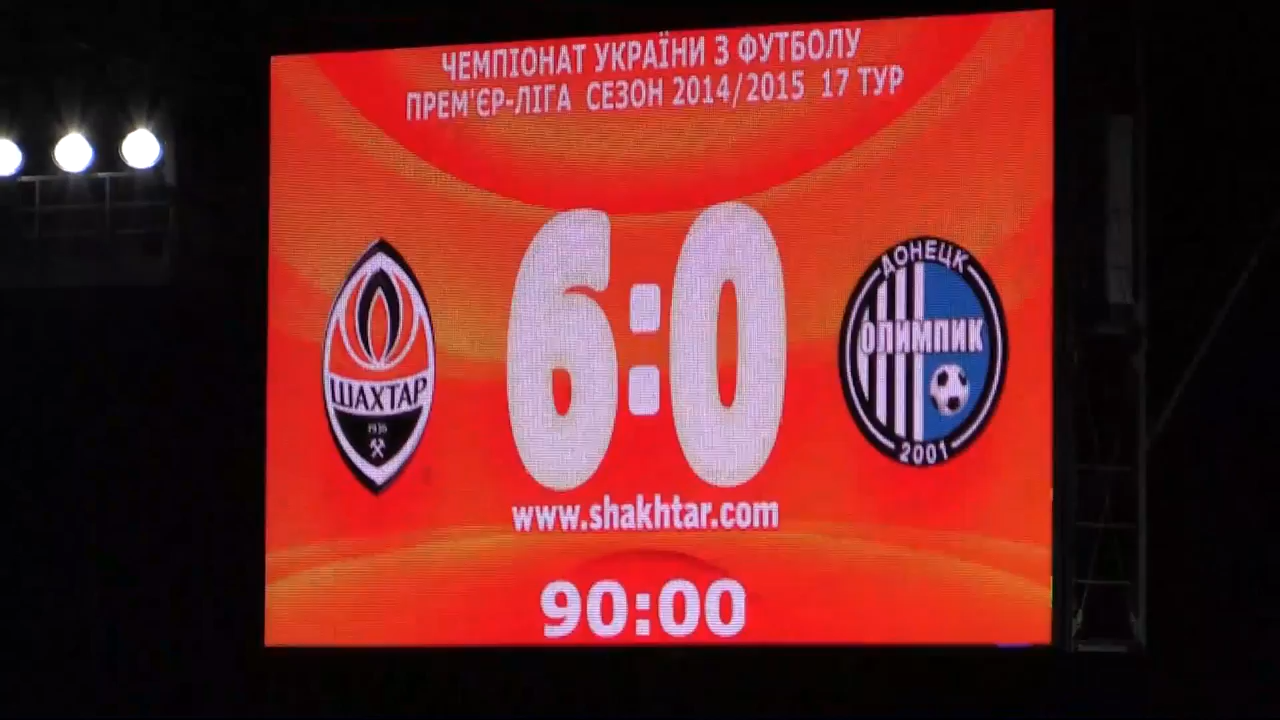 ЧЕМПІОНАТ УКРАЇНИ З ФУТБОЛУ
ПРЕМ'ЄР-ЛІГА СЕЗОН 2014/2015 17 ТУР
6:0
ШАХТАР
1936
ДОНЕЦК
ОЛИМПИК
2001
www.shakhtar.com
90:00